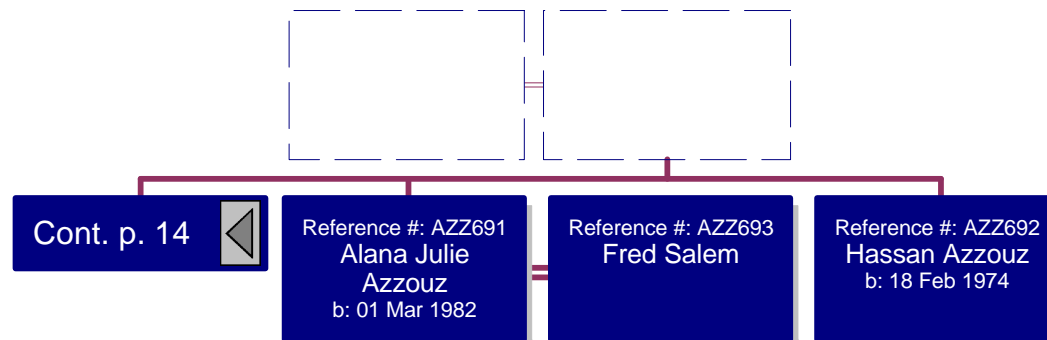 Cont. p. 14
Reference #: AZZ691
Alana Julie
Azzouz
b: 01 Mar 1982
Reference #: AZZ693
Fred Salem
Reference #: AZZ692
Hassan Azzouz
b: 18 Feb 1974